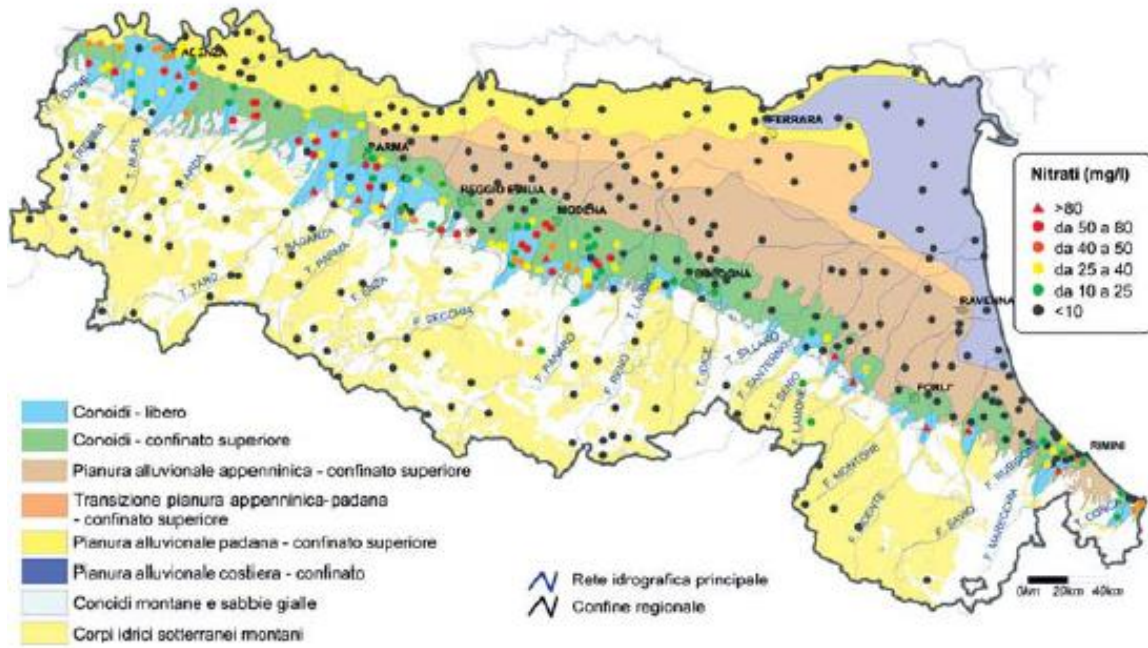 T. NURE
ARDA
PARMA
REGGIO EMILIA
MODENA
BOLOGNA
FERRARA
RAVENNA
FORLI'
RIMINI
T. TARO
T. BAGANZA
T. PARMA
F. ENZA
F. SECCHIA
F. PANARO
F. RENO
T. LAVINO
T. IDICE
T. SILLARO
T. SANTERNO
T. SENIO
F. LAMONE
F. MONTONE
F. SAVIO
F. MARECCHIA
F. RUBICONE
T. CONCA
Nitrati (mg/l)
>80
da 50 a 80
da 40 a 50
da 25 a 40
da 10 a 25
<10
Conoidi - libero
Conoidi - confinato superiore
Pianura alluvionale appenninica - confinato superiore
Transizione pianura appenninica-padana
- confinato superiore
Pianura alluvionale padana - confinato superiore
Pianura alluvionale costiera - confinato
Conoidi montane e sabbie gialle
Corpi idrici sotterranei montani
Rete idrografica principale
Confine regionale
0km 20km 40km